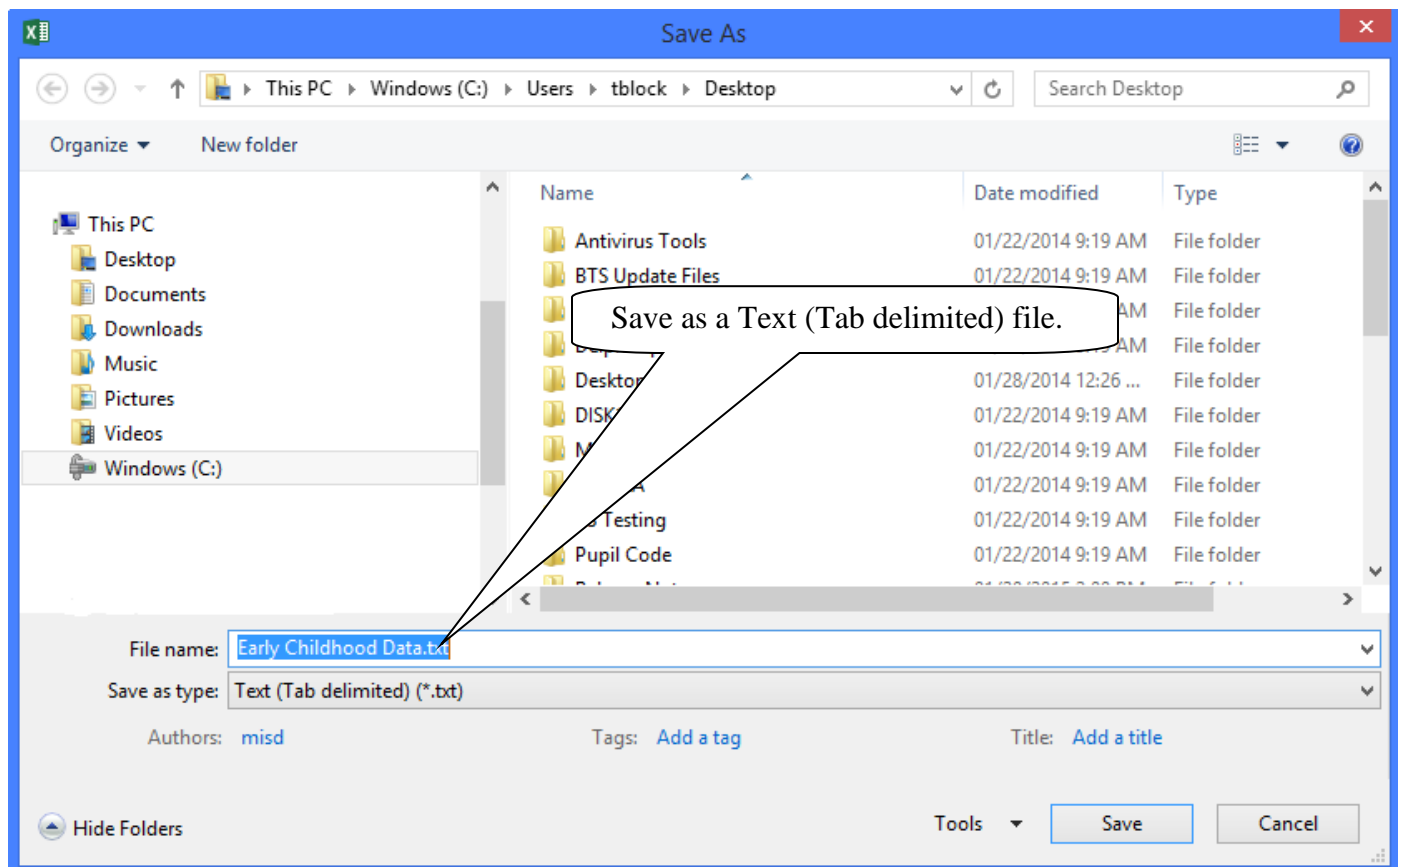 Save As
This PC Windows (C:) Users tblock Desktop Search Desktop
Organize New folder
Name Date modified Type
This PC
Desktop
Documents
Downloads
Music
Pictures
Videos
Windows (C:)
Antivirus Tools 01/22/2014 9:19 AM File folder
BTS Update Files 01/22/2014 9:19 AM File folder
Save as a Text (Tab delimited) file.
AM File folder
AM File folder
Desktop 01/28/2014 12:26 ... File folder
DISK 01/22/2014 9:19 AM File folder
M 01/22/2014 9:19 AM File folder
A 01/22/2014 9:19 AM File folder
Testing 01/22/2014 9:19 AM File folder
Pupil Code 01/22/2014 9:19 AM File folder
File name: Early Childhood Data.txt
Save as type: Text (Tab delimited) (*.txt)
Authors: misd Tags: Add a tag Title: Add a title
Hide Folders Tools Save Cancel